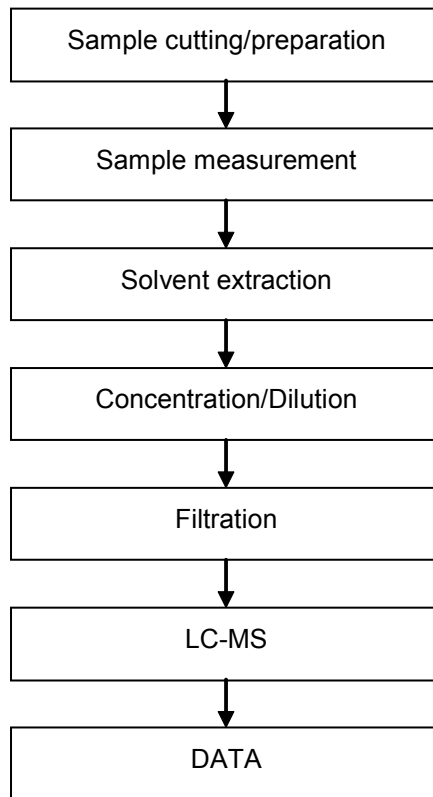 Sample cutting/preparation
Sample measurement
Solvent extraction
Concentration/Dilution
Filtration
LC-MS
DATA